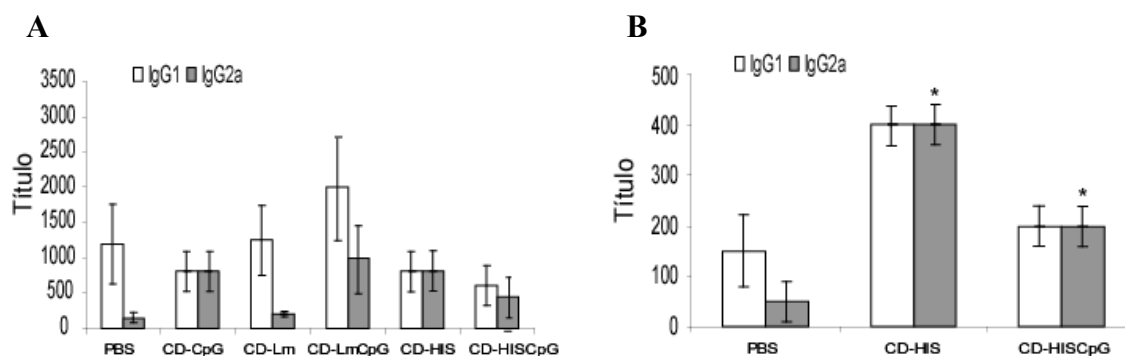 A
IgG1 IgG2a
3500
3000
2500
2000
1500
1000
500
0
Título
PBS CD-CpG CD-Lm CD-LmCpG CD-HIS CD-HISCpG
B
IgG1 IgG2a
500
400
300
200
100
0
Título
* *
PBS CD-HIS CD-HISCpG